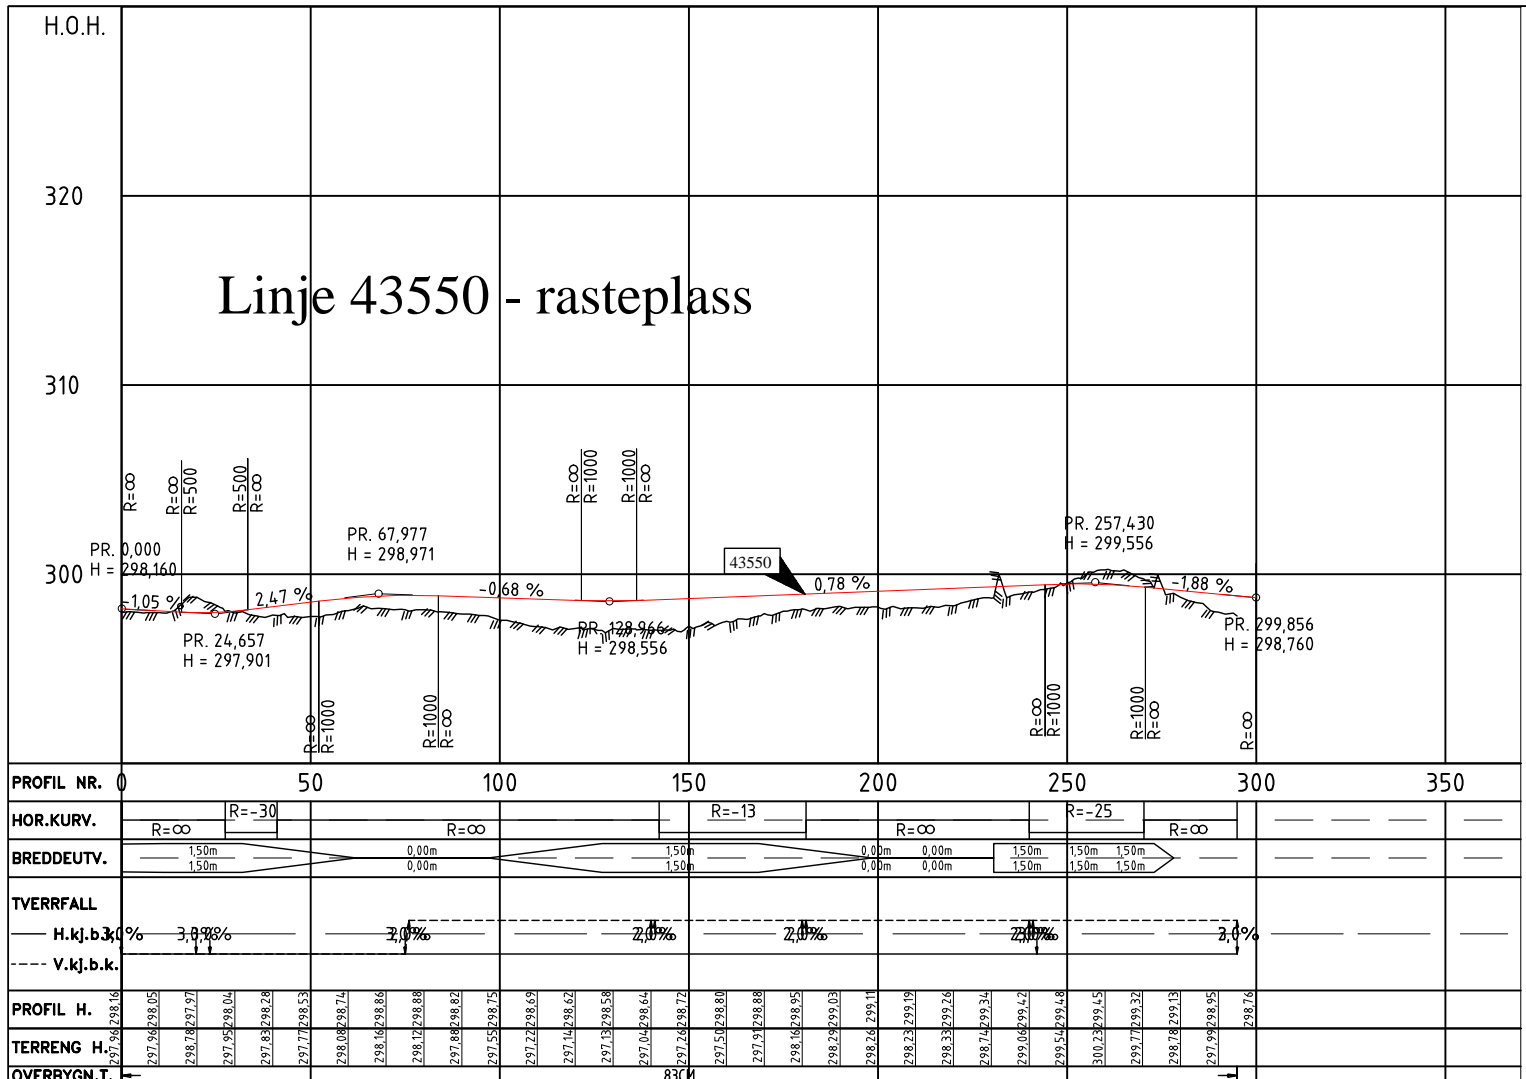 H.O.H.
320
Linje 43550 - rasteplass
310
R=∞
R=∞
R=500
R=500
R=∞
R=∞
R=1000
R=1000
R=∞
PR. 0,000
H = 298,160
PR. 67,977
H = 298,971
PR. 257,430
H = 299,556
43550
300
-1,05 %
2,47 %
-0,68 %
0,78 %
-1,88 %
PR. 24,657
H = 297,901
PR. 128,966
H = 298,556
PR. 299,856
H = 298,760
R=∞
R=1000
R=1000
R=∞
R=∞
R=1000
R=1000
R=∞
R=∞
PROFIL NR. 0 50 100 150 200 250 300 350
HOR.KURV. R=∞ R=-30 R=∞ R=-13 R=∞ R=-25 R=∞
BREDDEUTV.
1,50m 0,00m 1,50m 0,00m 0,00m 1,50m 1,50m 1,50m
1,50m 0,00m 1,50m 0,00m 0,00m 1,50m 1,50m 1,50m
TVERRFALL
H.kj.b.k.
V.kj.b.k.
PROFIL H. 298,16 298,05 297,97 298,04 298,28 298,53 298,74 298,86 298,88 298,82 298,75 298,69 298,62 298,58 298,64 298,72 298,80 298,88 298,95 299,03 299,11 299,19 299,26 299,34 299,42 299,48 299,45 299,32 299,13 298,95 298,76
TERRENG H. 297,96 297,96 298,78 297,95 297,83 297,77 298,08 298,16 298,12 297,88 297,55 297,22 297,14 297,13 297,04 297,26 297,50 297,91 298,16 298,29 298,26 298,23 298,33 298,74 299,06 299,54 300,23 299,77 298,78 297,99
OVERBYGN.T. 83CM